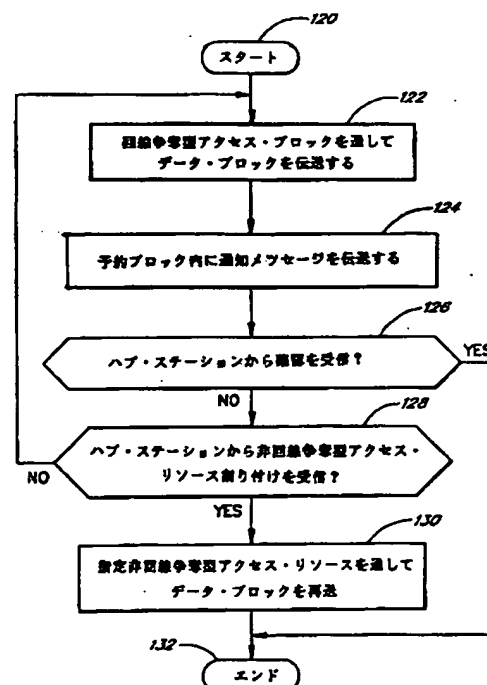 120
スタート
122
回線争奪型アクセス・ブロックを通して
データ・ブロックを伝送する
124
予約ブロック内に通知メッセージを伝送する
126
ハブ・ステーションから確認を受信?
YES
NO
128
ハブ・ステーションから非回線争奪型アクセス・
リソース割り付けを受信?
NO
YES
130
指定非回線争奪型アクセス・リソースを通して
データ・ブロックを再送
132
エンド